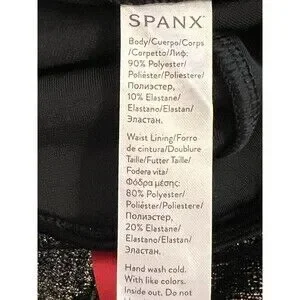 SPANX
Body/Cuerpo/Corps
/Corpetto/Лиф:
90% Polyester/
Poliéster/Poliestere/
Полиэстер,
10% Elastane/
Elastano/Elastan/
Эластан.
Waist Lining/Forro
de cintura/Doublure
Taille/Futter Taille/
Fodera vita/
Φόδρα μέσης:
80% Polyester/
Poliéster/Poliestere/
Полиэстер,
20% Elastane/
Elastano/Elastan/
Эластан.
Hand wash cold.
With like colors.
Inside out. Do not